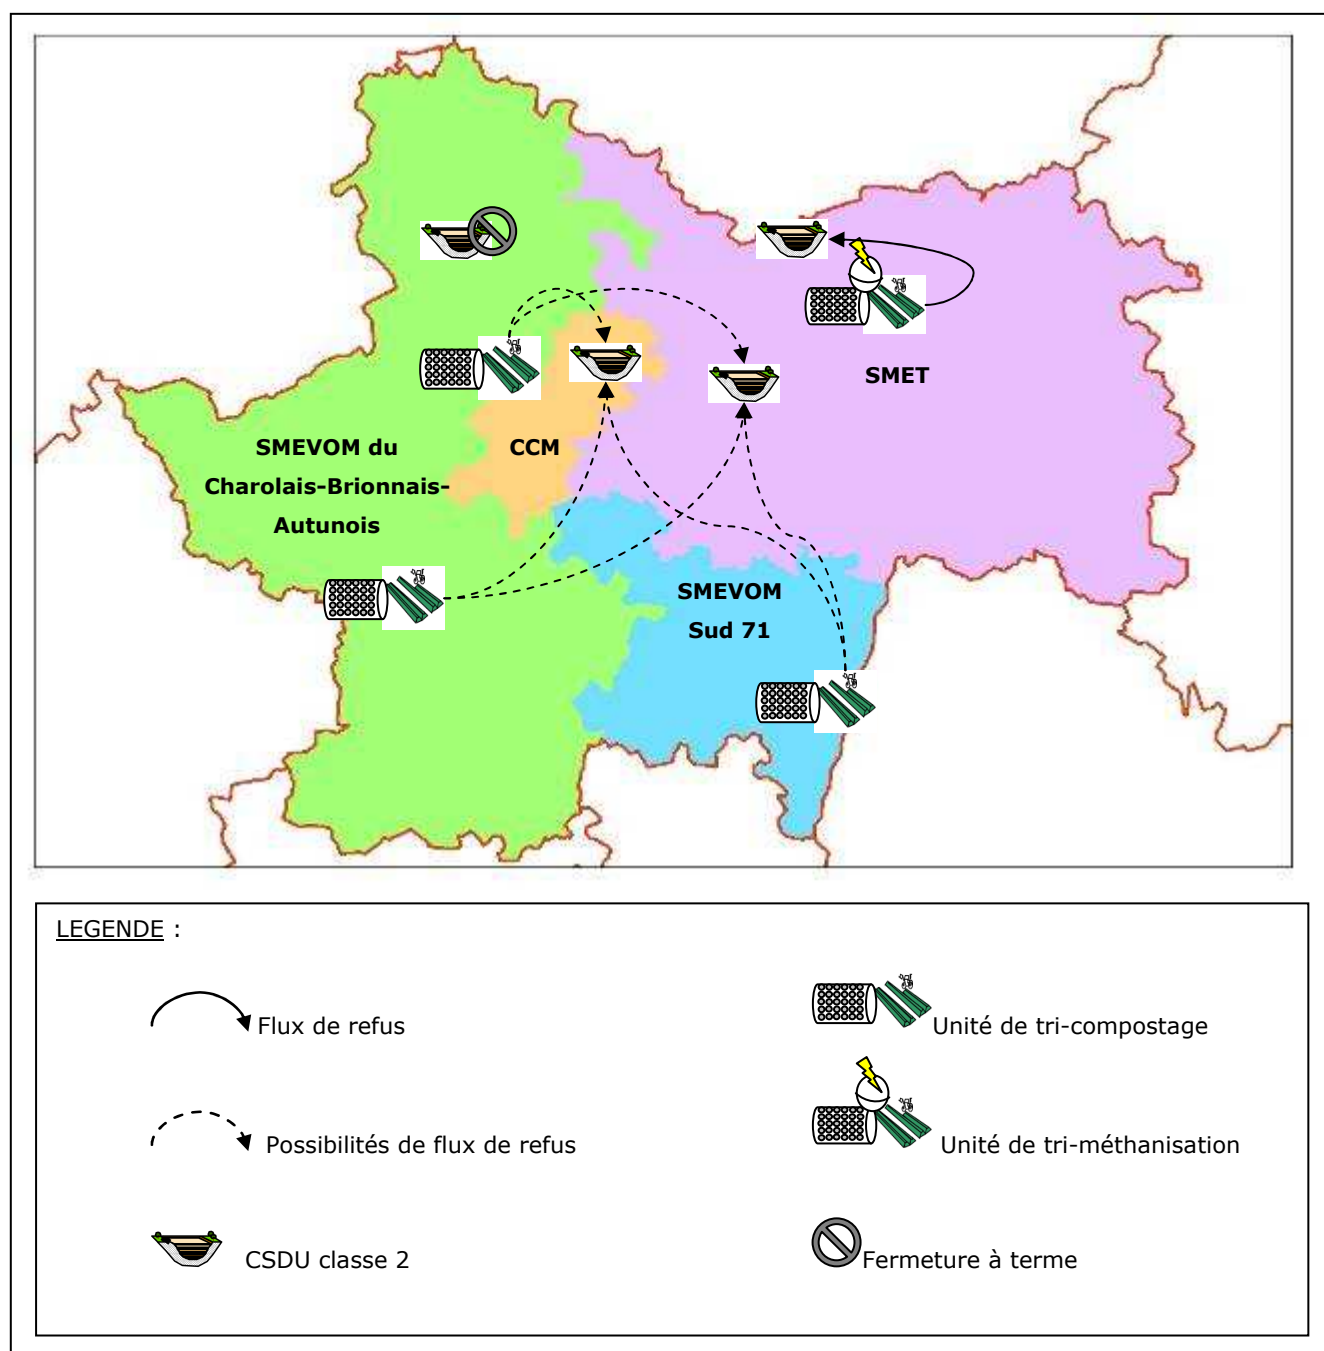 SMET
SMEVOM du
Charolais-Brionnais-
Autunois
CCM
SMEVOM
Sud 71
LEGENDE :
Flux de refus
Unité de tri-compostage
Possibilités de flux de refus
Unité de tri-méthanisation
CSDU classe 2
Fermeture à terme